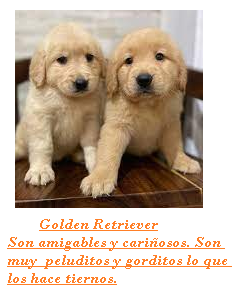 Golden Retriever
Son amigables y cariñosos. Son
muy peluditos y gorditos lo que
los hace tiernos.